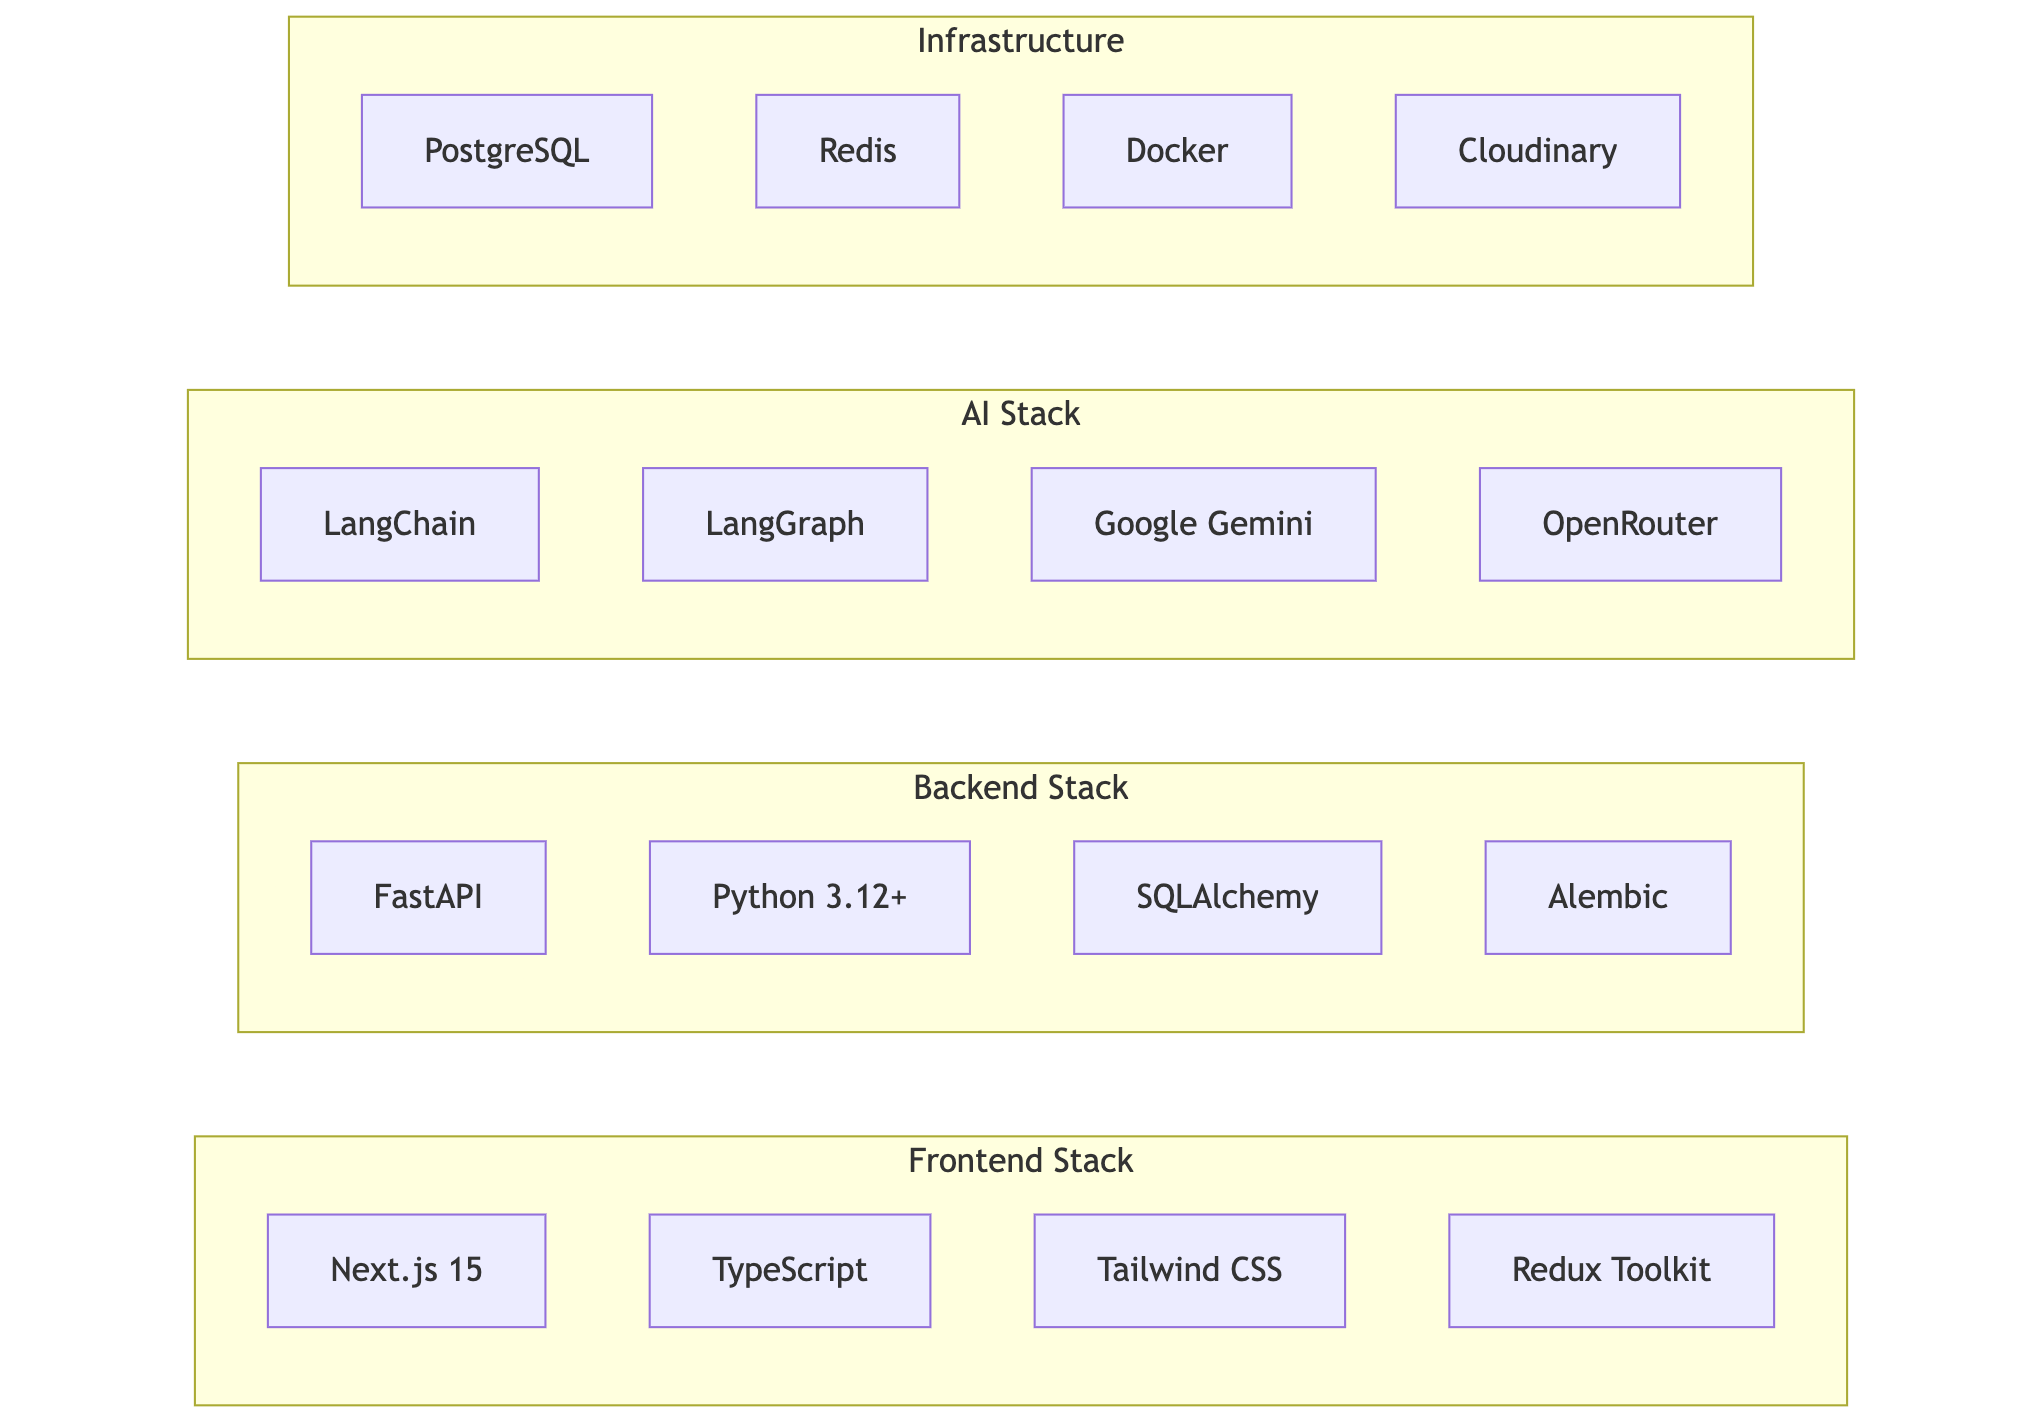 Infrastructure
PostgreSQL
Redis
Docker
Cloudinary
AI Stack
LangChain
LangGraph
Google Gemini
OpenRouter
Backend Stack
FastAPI
Python 3.12+
SQLAlchemy
Alembic
Frontend Stack
Next.js 15
TypeScript
Tailwind CSS
Redux Toolkit